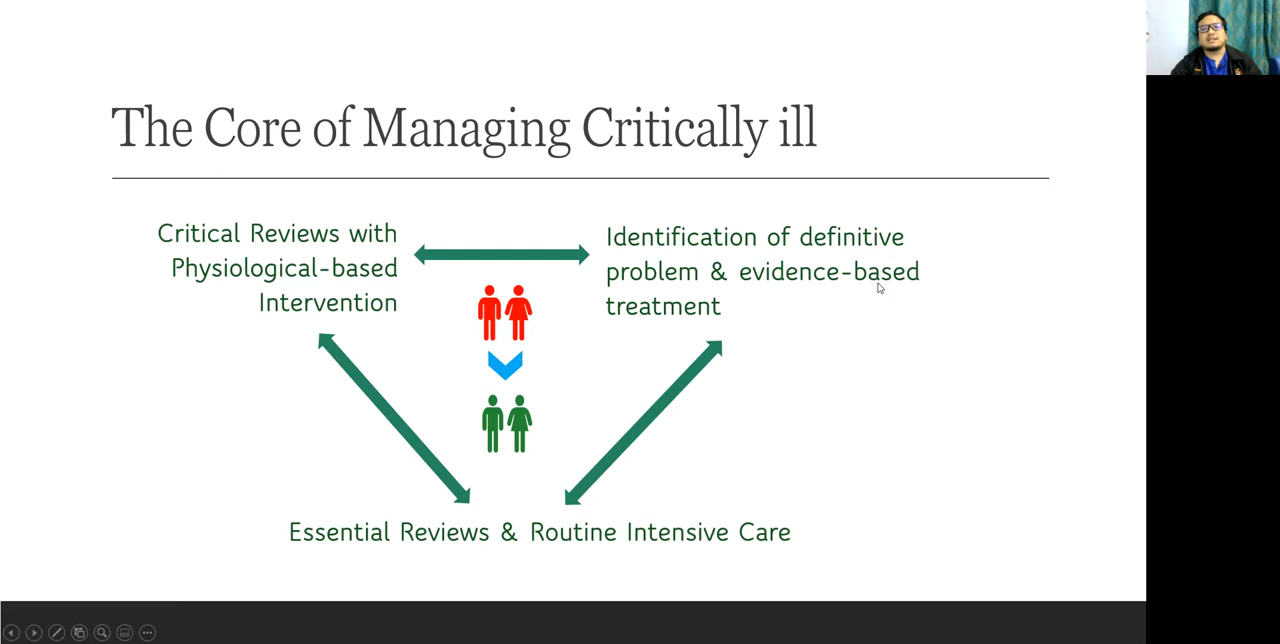 The Core of Managing Critically ill
Critical Reviews with
Physiological-based
Intervention
Identification of definitive
problem & evidence-based
treatment
Essential Reviews & Routine Intensive Care